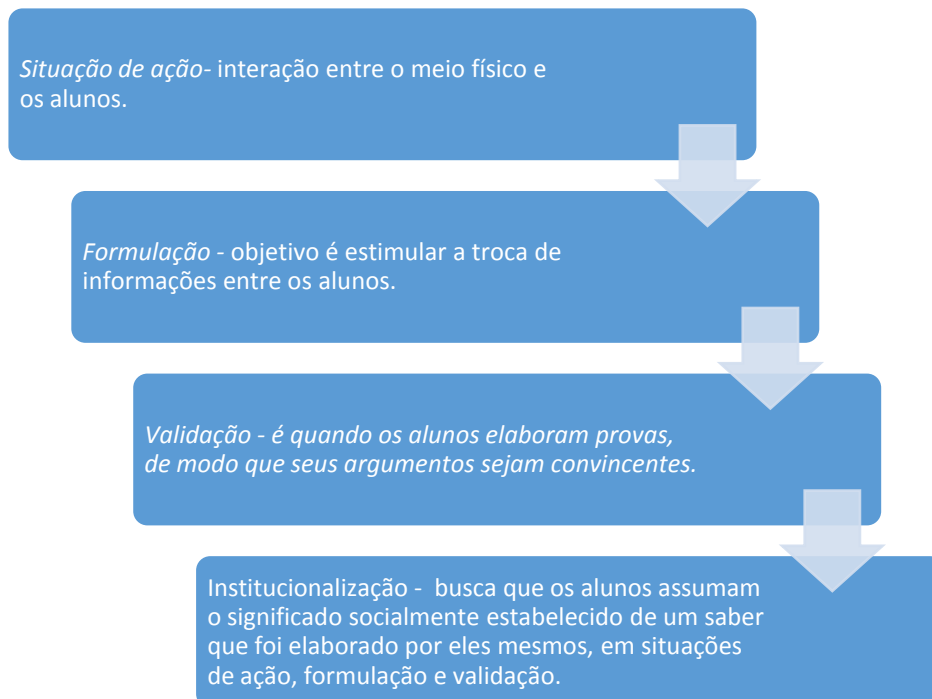 Situação de ação- interação entre o meio físico e
os alunos.
Formulação - objetivo é estimular a troca de
informações entre os alunos.
Validação - é quando os alunos elaboram provas,
de modo que seus argumentos sejam convincentes.
Institucionalização - busca que os alunos assumam
o significado socialmente estabelecido de um saber
que foi elaborado por eles mesmos, em situações
de ação, formulação e validação.